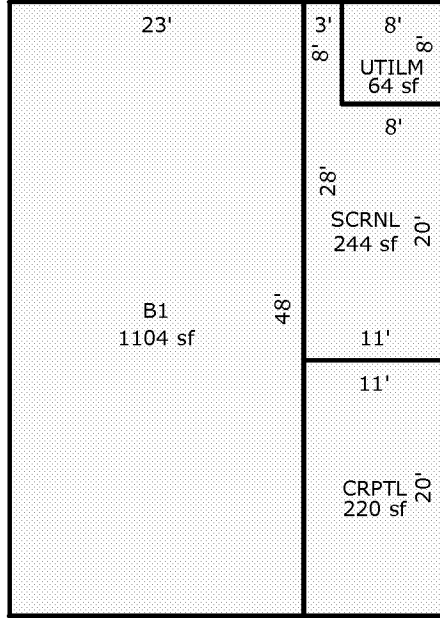 23'
3'
8'
8'
8'
UTILM
64 sf
8'
28'
SCRNL
244 sf
20'
48'
B1
1104 sf
11'
11'
CRPTL
220 sf
20'